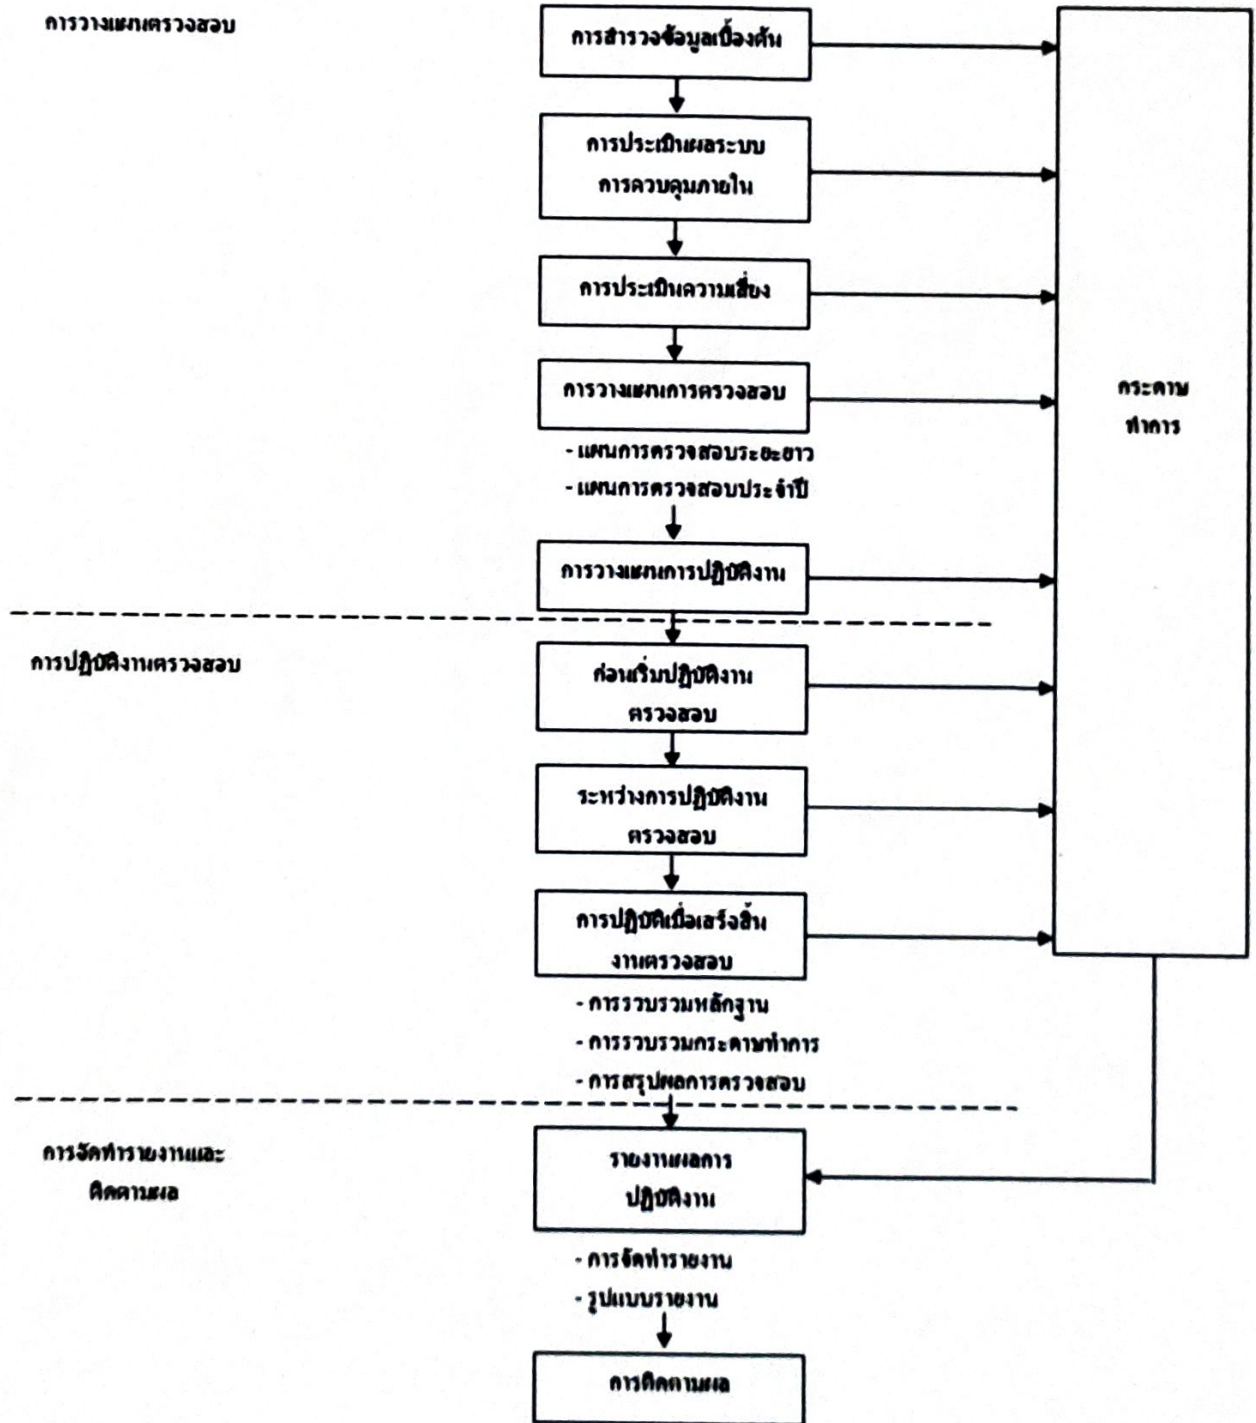 การวางแผนตรวจสอบ
การสำรวจข้อมูลเบื้องต้น
การประเมินผลระบบ
การควบคุมภายใน
การประเมินความเสี่ยง
การวางแผนการตรวจสอบ
- แผนการตรวจสอบระยะยาว
- แผนการตรวจสอบประจำปี
การวางแผนการปฏิบัติงาน
กระดาษ
ทำการ
การปฏิบัติงานตรวจสอบ
ก่อนเริ่มปฏิบัติงาน
ตรวจสอบ
ระหว่างการปฏิบัติงาน
ตรวจสอบ
การปฏิบัติเมื่อเสร็จสิ้น
งานตรวจสอบ
- การรวบรวมหลักฐาน
- การรวบรวมกระดาษทำการ
- การสรุปผลการตรวจสอบ
การจัดทำรายงานและ
ติดตามผล
รายงานผลการ
ปฏิบัติงาน
- การจัดทำรายงาน
- รูปแบบรายงาน
การติดตามผล